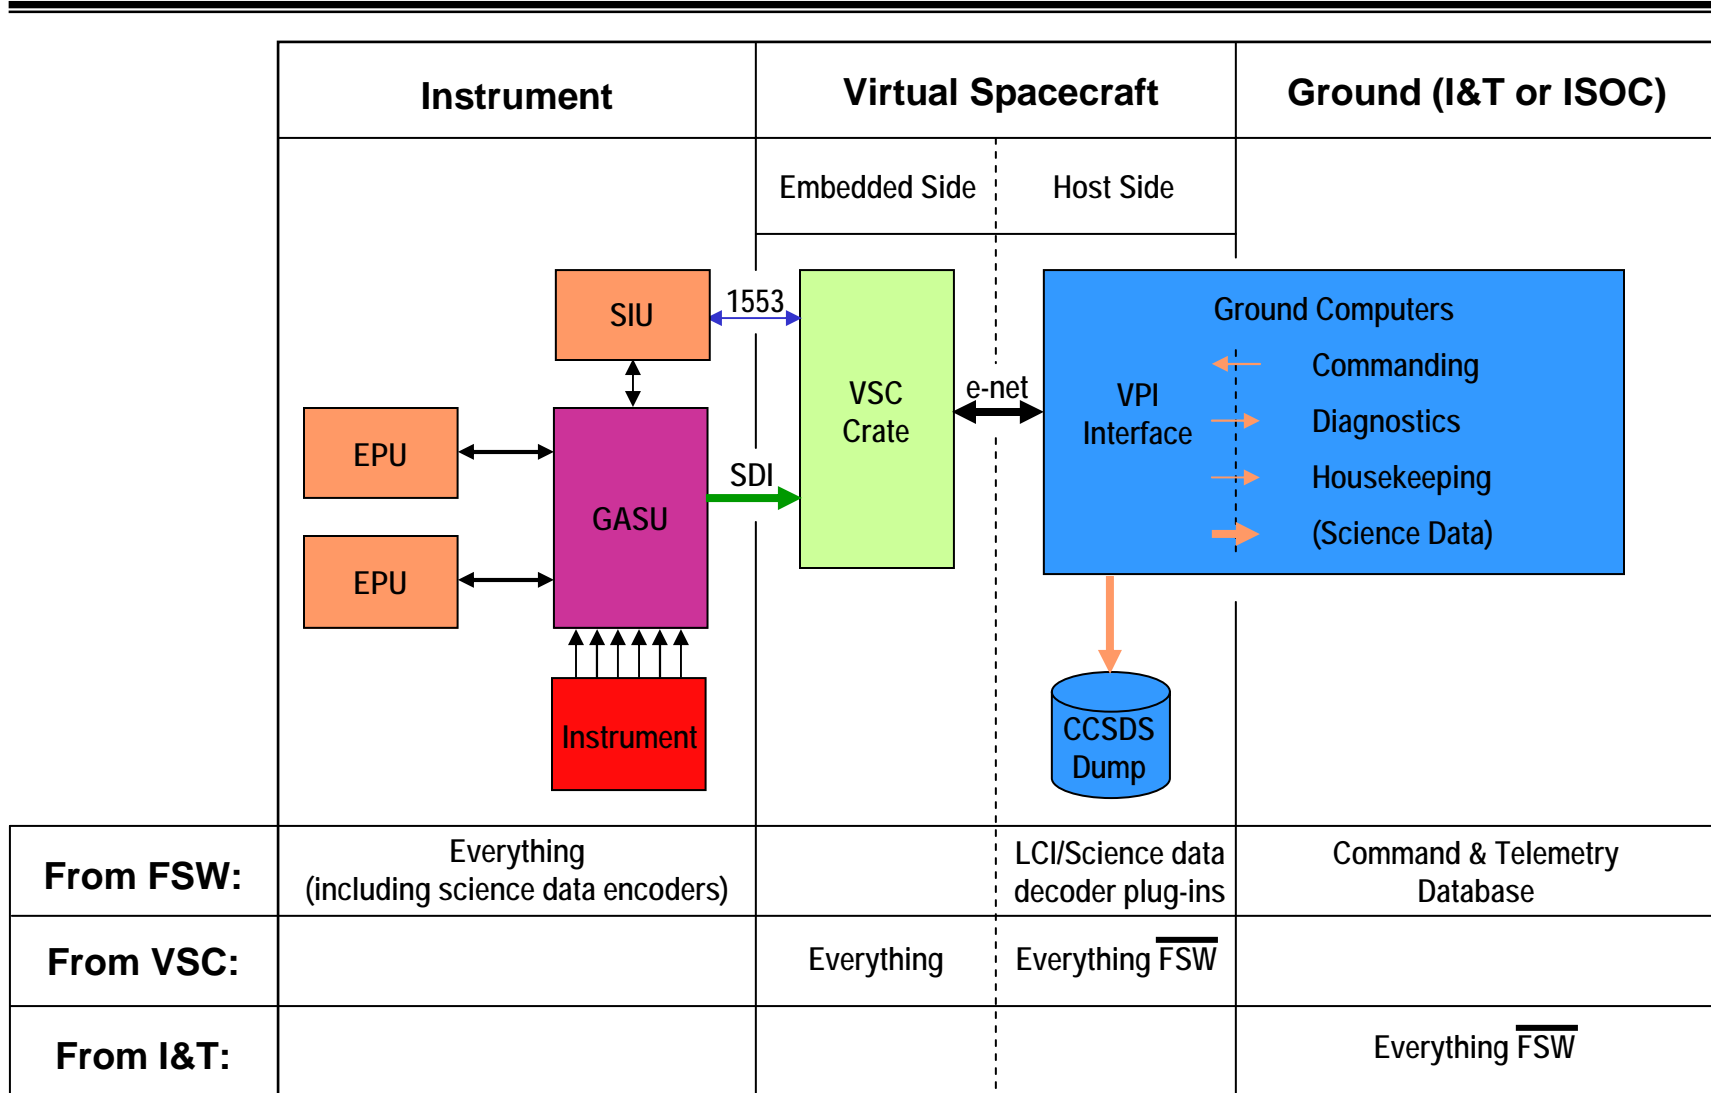 Instrument
Virtual Spacecraft
Ground (I&T or ISOC)
Embedded Side
Host Side
SIU
1553
VSC
Crate
e-net
Ground Computers
VPI
Interface
Commanding
Diagnostics
Housekeeping
(Science Data)
EPU
EPU
GASU
SDI
Instrument
CCSDS
Dump
From FSW:
Everything
(including science data encoders)
LCI/Science data
decoder plug-ins
Command & Telemetry
Database
From VSC:
Everything
Everything F̅S̅W̅
From I&T:
Everything F̅S̅W̅